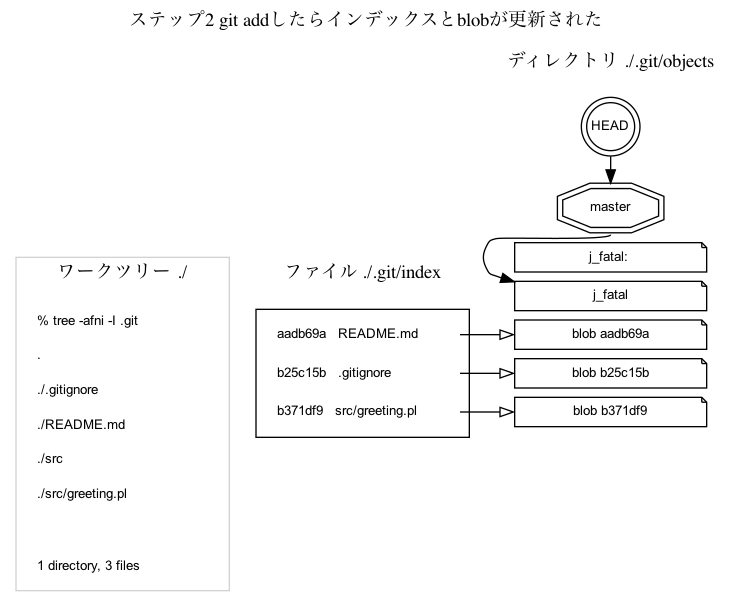 ステップ2 git addしたらインデックスとblobが更新された
ディレクトリ ./.git/objects
HEAD
master
j_fatal:
j_fatal
blob aadb69a
blob b25c15b
blob b371df9
ファイル ./.git/index
aadb69a README.md
b25c15b .gitignore
b371df9 src/greeting.pl
ワークツリー ./
% tree -afni -I .git
.
./.gitignore
./README.md
./src
./src/greeting.pl
1 directory, 3 files